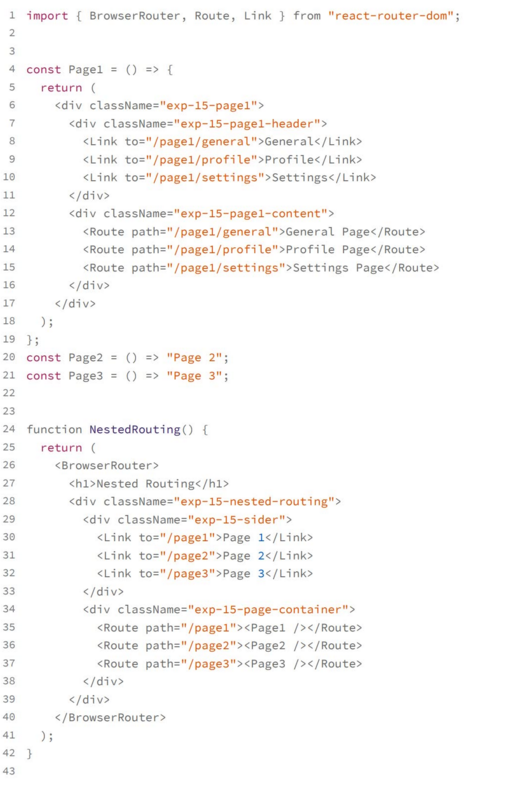 1 import { BrowserRouter, Route, Link } from "react-router-dom";
2
3
4 const Page1 = () => {
5   return (
6     <div className="exp-15-page1">
7       <div className="exp-15-page1-header">
8         <Link to="/page1/general">General</Link>
9         <Link to="/page1/profile">Profile</Link>
10         <Link to="/page1/settings">Settings</Link>
11       </div>
12       <div className="exp-15-page1-content">
13         <Route path="/page1/general">General Page</Route>
14         <Route path="/page1/profile">Profile Page</Route>
15         <Route path="/page1/settings">Settings Page</Route>
16       </div>
17     </div>
18   );
19 };
20 const Page2 = () => "Page 2";
21 const Page3 = () => "Page 3";
22
23
24 function NestedRouting() {
25   return (
26     <BrowserRouter>
27       <h1>Nested Routing</h1>
28       <div className="exp-15-nested-routing">
29         <div className="exp-15-sider">
30           <Link to="/page1">Page 1</Link>
31           <Link to="/page2">Page 2</Link>
32           <Link to="/page3">Page 3</Link>
33         </div>
34         <div className="exp-15-page-container">
35           <Route path="/page1"><Page1 /></Route>
36           <Route path="/page2"><Page2 /></Route>
37           <Route path="/page3"><Page3 /></Route>
38         </div>
39       </div>
40     </BrowserRouter>
41   );
42 }
43